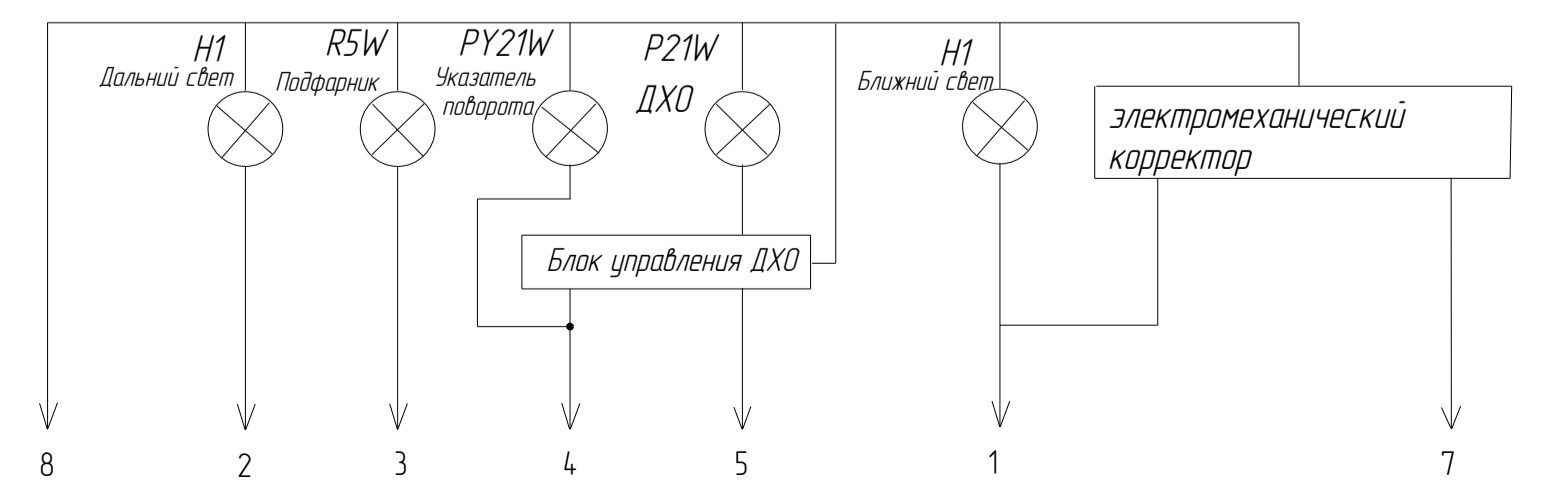 H1
Дальний свет
R5W
Подфарник
PY21W
Указатель
поворота
P21W
ДХО
H1
Ближний свет
электромеханический
корректор
Блок управления ДХО
8
2
3
4
5
1
7